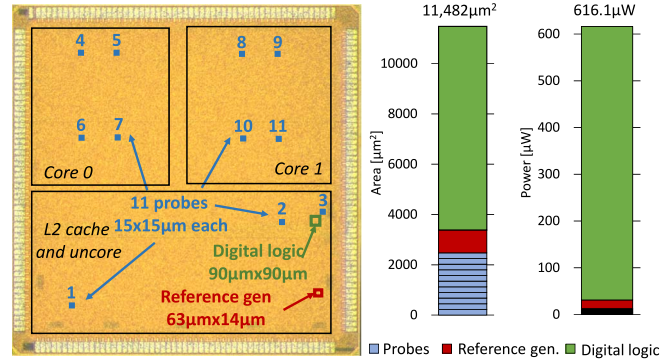 4 5
8 9
6 7
10 11
Core 0
Core 1
11 probes
15x15µm each
2
3
L2 cache
and uncore
Digital logic
90µmx90µm
1
Reference gen
63µmx14µm
11,482µm²
Area [µm²]
10000
8000
6000
4000
2000
0
616.1µW
Power [µW]
600
500
400
300
200
100
0
Probes Reference gen. Digital logic